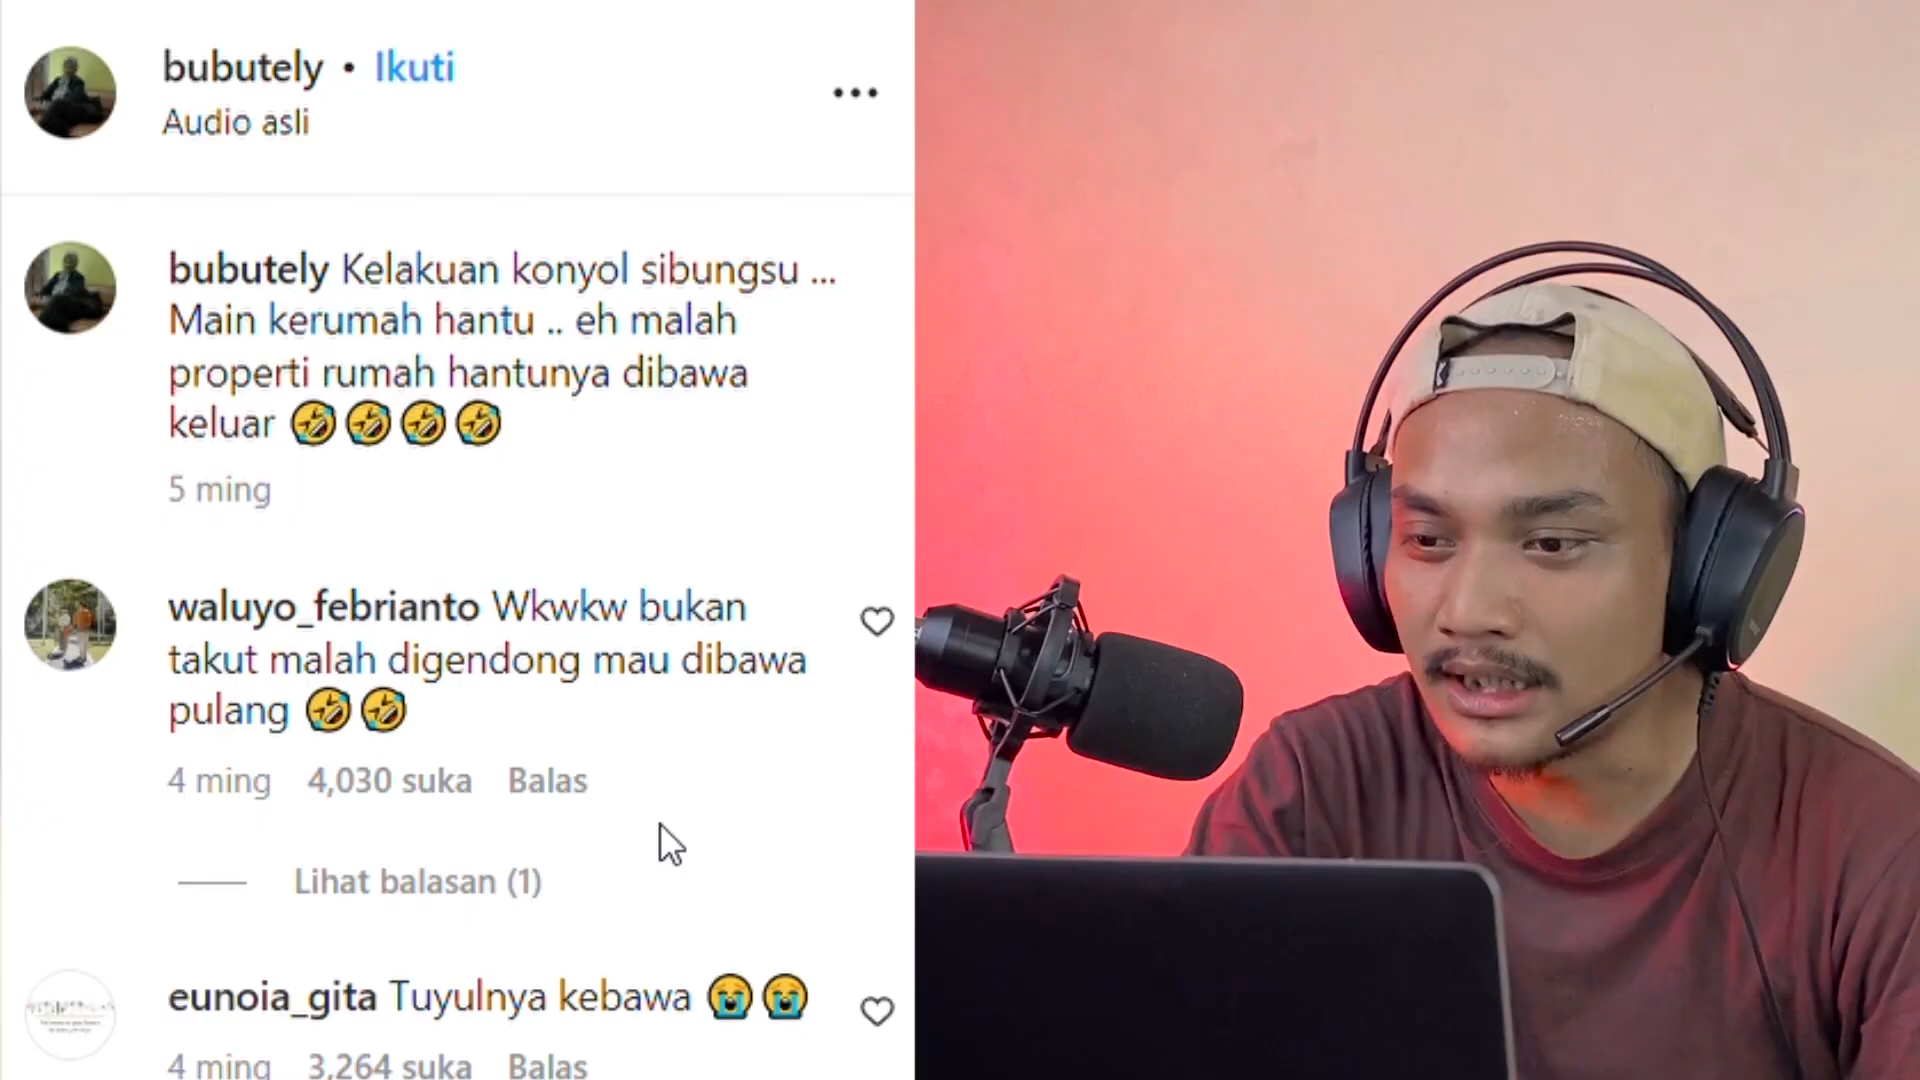 bubutely • Ikuti
Audio asli
bubutely Kelakuan konyol sibungsu ...
Main kerumah hantu .. eh malah
properti rumah hantunya dibawa
keluar 🤣🤣🤣🤣
5 ming
waluyo_febrianto Wkwkw bukan
takut malah digendong mau dibawa
pulang 🤣🤣
4 ming 4,030 suka Balas
Lihat balasan (1)
eunoia_gita Tuyulnya kebawa 😭😭
4 ming 3,264 suka Balas